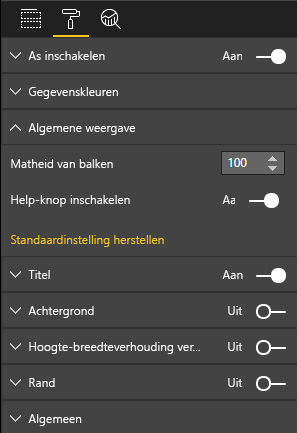 As inschakelen Aan
Gegevenskleuren
Algemene weergave
Matheid van balken 100
Help-knop inschakelen Aa
Standaardinstelling herstellen
Titel Aan
Achtergrond Uit
Hoogte-breedteverhouding ver... Uit
Rand Uit
Algemeen